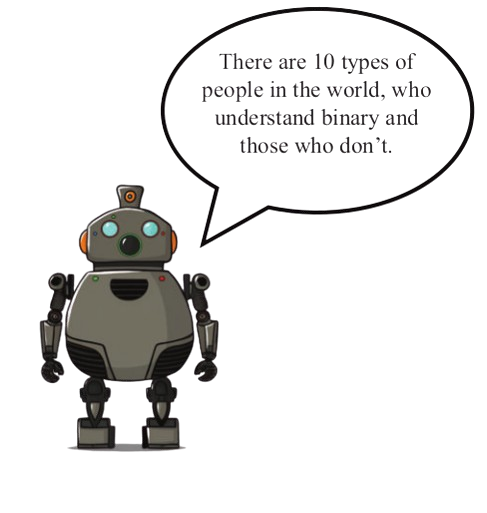 There are 10 types of
people in the world, who
understand binary and
those who don’t.